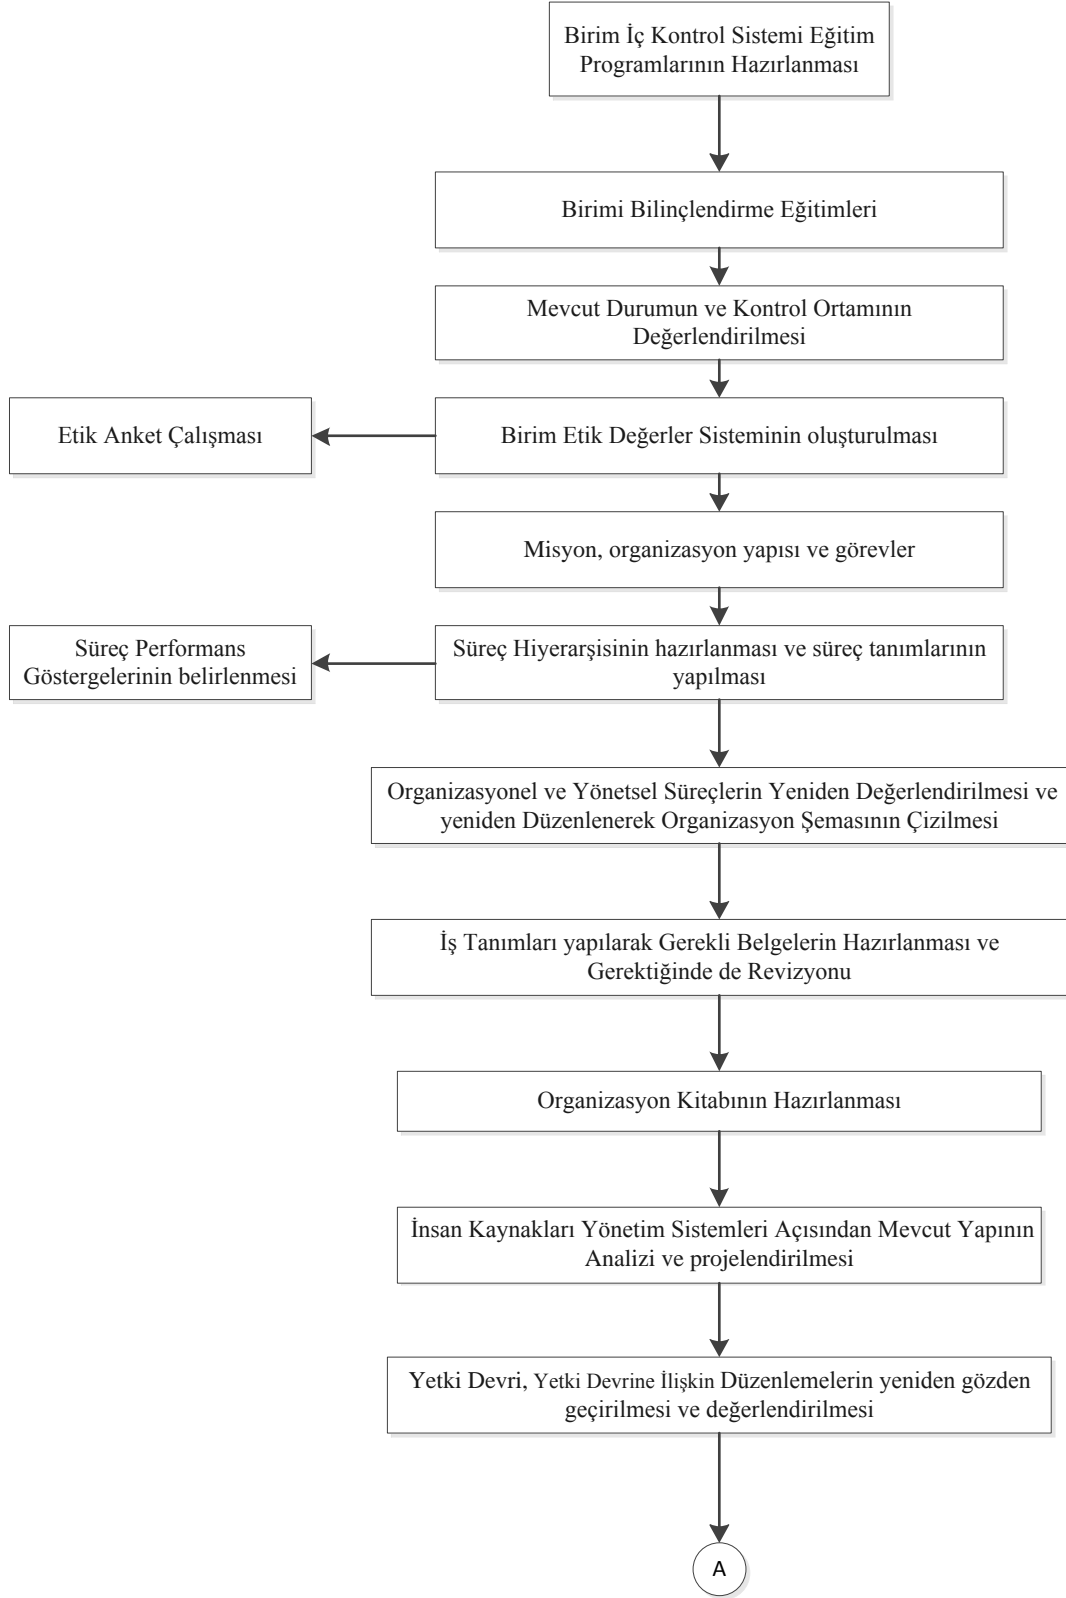 Birim İç Kontrol Sistemi Eğitim
Programlarının Hazırlanması
Birimi Bilinçlendirme Eğitimleri
Mevcut Durumun ve Kontrol Ortamının
Değerlendirilmesi
Etik Anket Çalışması
Birim Etik Değerler Sisteminin oluşturulması
Misyon, organizasyon yapısı ve görevler
Süreç Performans
Göstergelerinin belirlenmesi
Süreç Hiyerarşisinin hazırlanması ve süreç tanımlarının
yapılması
Organizasyonel ve Yönetsel Süreçlerin Yeniden Değerlendirilmesi ve
yeniden Düzenlenerek Organizasyon Şemasının Çizilmesi
İş Tanımları yapılarak Gerekli Belgelerin Hazırlanması ve
Gerektiğinde de Revizyonu
Organizasyon Kitabının Hazırlanması
İnsan Kaynakları Yönetim Sistemleri Açısından Mevcut Yapının
Analizi ve projelendirilmesi
Yetki Devri, Yetki Devrine İlişkin Düzenlemelerin yeniden gözden
geçirilmesi ve değerlendirilmesi
A